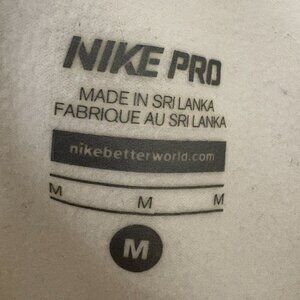 NIKE PRO
MADE IN SRI LANKA
FABRIQUE AU SRI LANKA
nikebetterworld.com
M M M
M